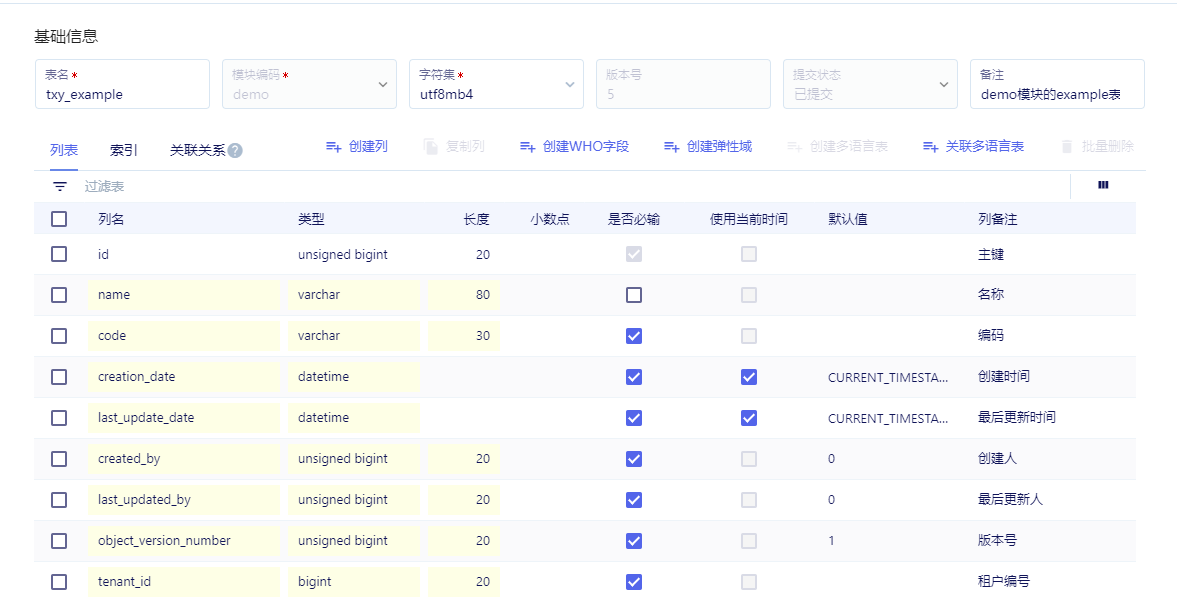 基础信息
表名 * 模块编码 * 字符集 * 版本号 提交状态 备注
txy_example demo utf8mb4 5 已提交 demo模块的example表
列表 索引 关联关系 ? 创建列 复制列 创建WHO字段 创建弹性域 创建多语言表 关联多语言表 批量删除
过滤表
列名 类型 长度 小数点 是否必输 使用当前时间 默认值 列备注
id unsigned bigint 20 主键
name varchar 80 名称
code varchar 30 编码
creation_date datetime CURRENT_TIMESTA... 创建时间
last_update_date datetime CURRENT_TIMESTA... 最后更新时间
created_by unsigned bigint 20 0 创建人
last_updated_by unsigned bigint 20 0 最后更新人
object_version_number unsigned bigint 20 1 版本号
tenant_id bigint 20 租户编号